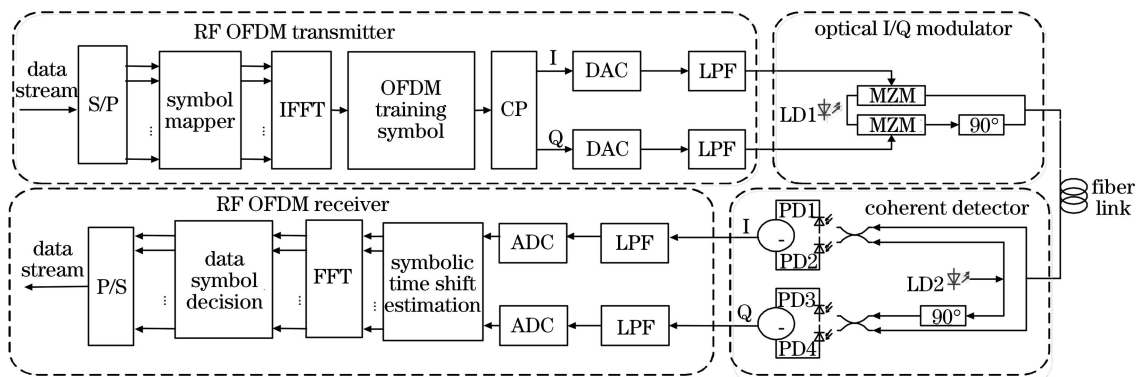 RF OFDM transmitter
optical I/Q modulator
data
stream
S/P
symbol
mapper
IFFT
OFDM
training
symbol
CP
I
DAC
LPF
Q
DAC
LPF
LD1
MZM
MZM
90°
fiber
link
RF OFDM receiver
coherent detector
data
stream
P/S
data
symbol
decision
FFT
symbolic
time shift
estimation
ADC
LPF
I
ADC
LPF
Q
PD1
-
PD2
PD3
-
PD4
LD2
90°